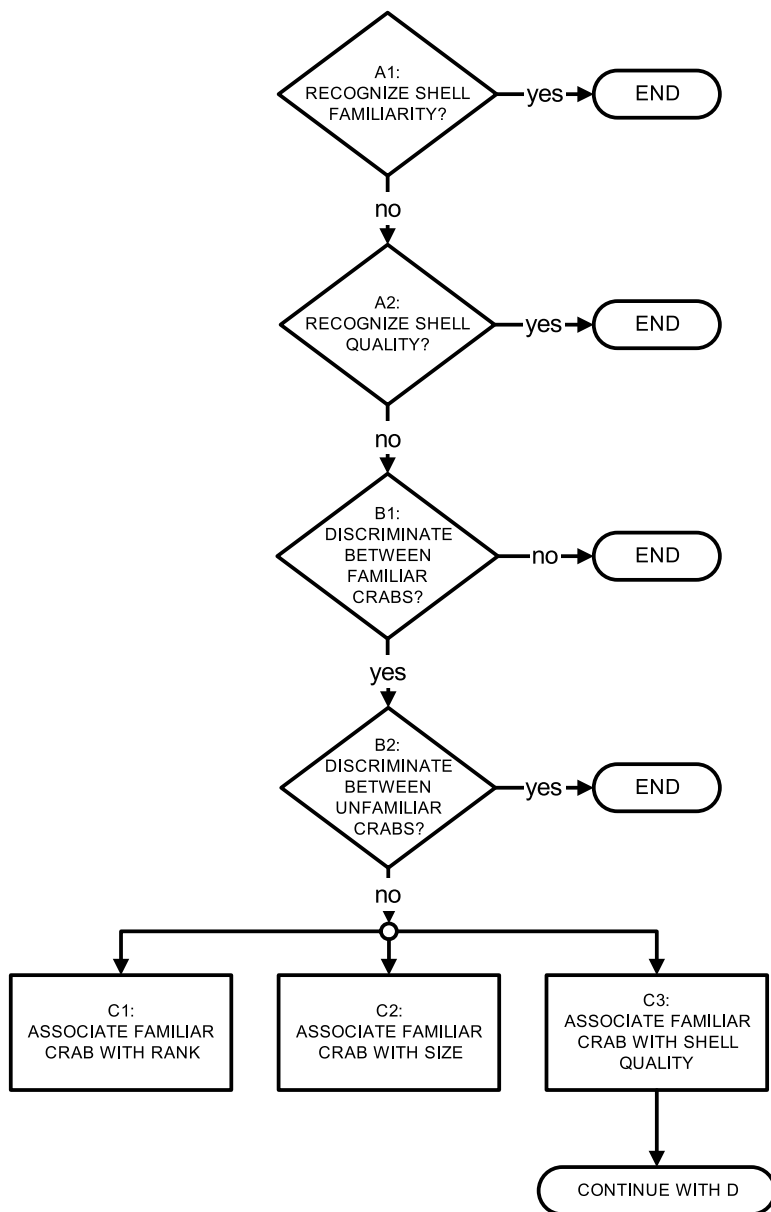 A1:
RECOGNIZE SHELL
FAMILIARITY?
yes
END
no
A2:
RECOGNIZE SHELL
QUALITY?
yes
END
no
B1:
DISCRIMINATE
BETWEEN
FAMILIAR
CRABS?
no
END
yes
B2:
DISCRIMINATE
BETWEEN
UNFAMILIAR
CRABS?
yes
END
no
C1:
ASSOCIATE FAMILIAR
CRAB WITH RANK
C2:
ASSOCIATE FAMILIAR
CRAB WITH SIZE
C3:
ASSOCIATE FAMILIAR
CRAB WITH SHELL
QUALITY
CONTINUE WITH D